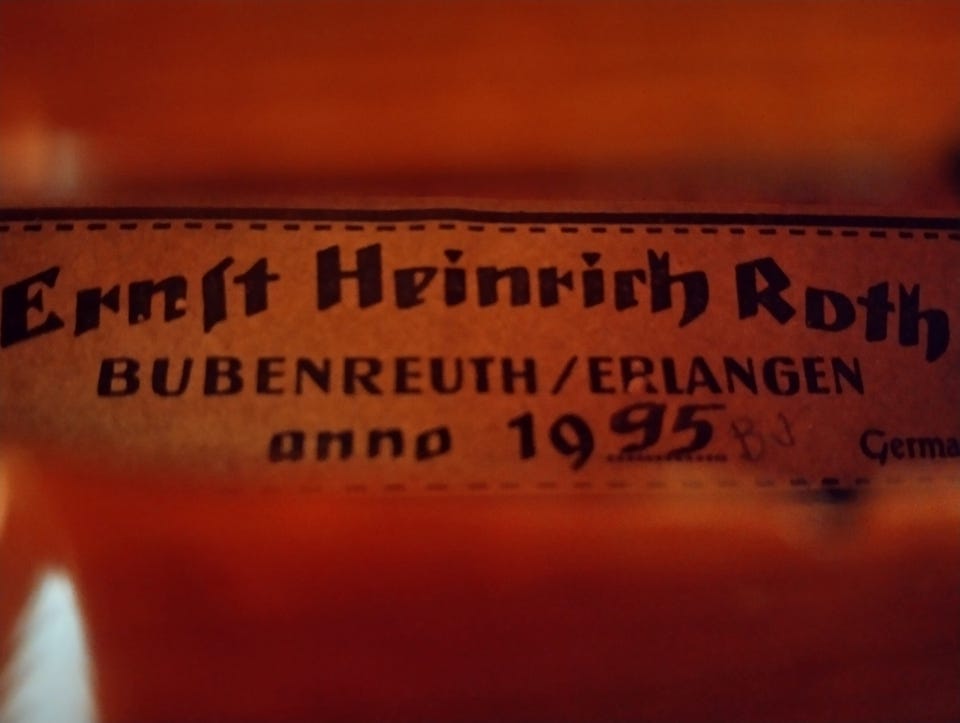 Ernſt Heinrich Roth
BUBENREUTH/ERLANGEN
anno 1995 BJ Germa